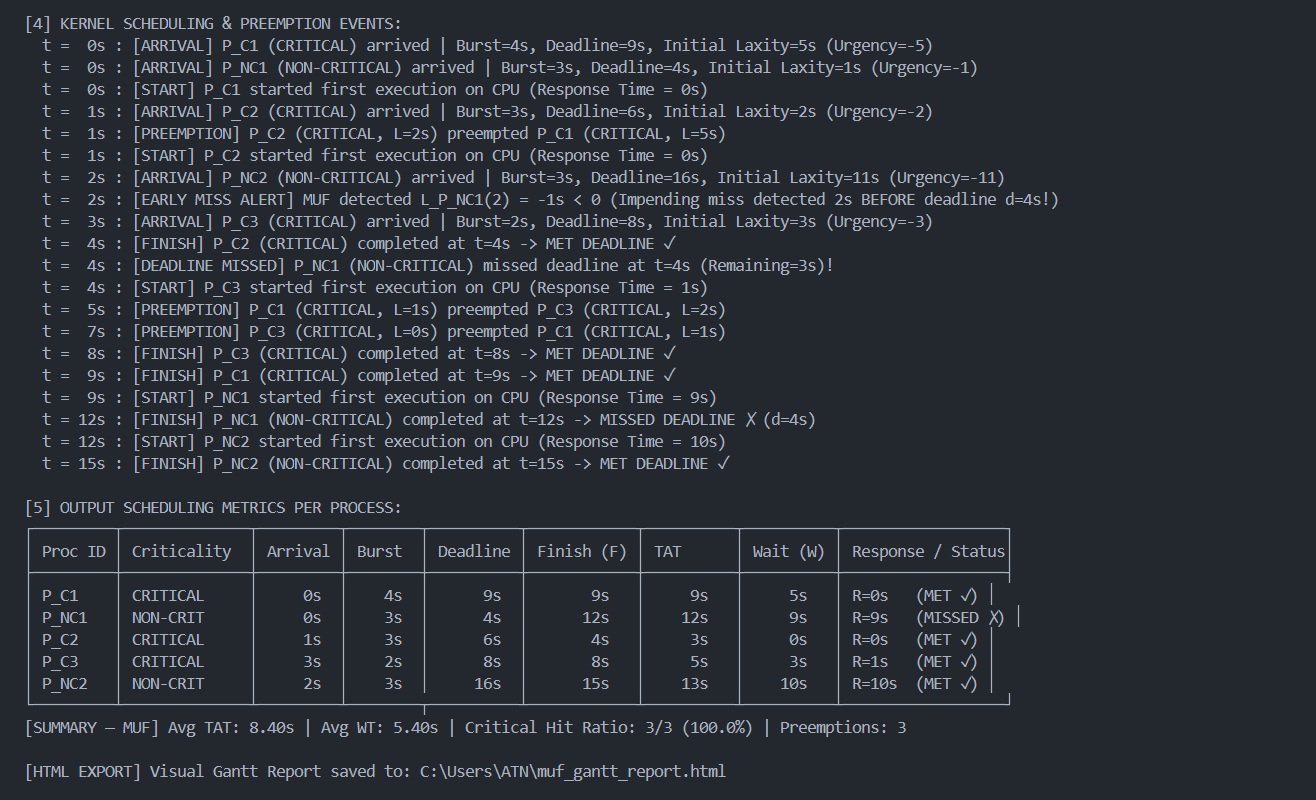 [4] KERNEL SCHEDULING & PREEMPTION EVENTS:
t =  0s : [ARRIVAL] P_C1 (CRITICAL) arrived | Burst=4s, Deadline=9s, Initial Laxity=5s (Urgency=-5)
t =  0s : [ARRIVAL] P_NC1 (NON-CRITICAL) arrived | Burst=3s, Deadline=4s, Initial Laxity=1s (Urgency=-1)
t =  0s : [START] P_C1 started first execution on CPU (Response Time = 0s)
t =  1s : [ARRIVAL] P_C2 (CRITICAL) arrived | Burst=3s, Deadline=6s, Initial Laxity=2s (Urgency=-2)
t =  1s : [PREEMPTION] P_C2 (CRITICAL, L=2s) preempted P_C1 (CRITICAL, L=5s)
t =  1s : [START] P_C2 started first execution on CPU (Response Time = 0s)
t =  2s : [ARRIVAL] P_NC2 (NON-CRITICAL) arrived | Burst=3s, Deadline=16s, Initial Laxity=11s (Urgency=-11)
t =  2s : [EARLY MISS ALERT] MUF detected L_P_NC1(2) = -1s < 0 (Impending miss detected 2s BEFORE deadline d=4s!)
t =  3s : [ARRIVAL] P_C3 (CRITICAL) arrived | Burst=2s, Deadline=8s, Initial Laxity=3s (Urgency=-3)
t =  4s : [FINISH] P_C2 (CRITICAL) completed at t=4s -> MET DEADLINE ✓
t =  4s : [DEADLINE MISSED] P_NC1 (NON-CRITICAL) missed deadline at t=4s (Remaining=3s)!
t =  4s : [START] P_C3 started first execution on CPU (Response Time = 1s)
t =  5s : [PREEMPTION] P_C1 (CRITICAL, L=1s) preempted P_C3 (CRITICAL, L=2s)
t =  7s : [PREEMPTION] P_C3 (CRITICAL, L=0s) preempted P_C1 (CRITICAL, L=1s)
t =  8s : [FINISH] P_C3 (CRITICAL) completed at t=8s -> MET DEADLINE ✓
t =  9s : [FINISH] P_C1 (CRITICAL) completed at t=9s -> MET DEADLINE ✓
t =  9s : [START] P_NC1 started first execution on CPU (Response Time = 9s)
t = 12s : [FINISH] P_NC1 (NON-CRITICAL) completed at t=12s -> MISSED DEADLINE ✗ (d=4s)
t = 12s : [START] P_NC2 started first execution on CPU (Response Time = 10s)
t = 15s : [FINISH] P_NC2 (NON-CRITICAL) completed at t=15s -> MET DEADLINE ✓
[5] OUTPUT SCHEDULING METRICS PER PROCESS:
Proc ID | Criticality | Arrival | Burst | Deadline | Finish (F) | TAT | Wait (W) | Response / Status
P_C1 | CRITICAL | 0s | 4s | 9s | 9s | 9s | 5s | R=0s (MET ✓)
P_NC1 | NON-CRIT | 0s | 3s | 4s | 12s | 12s | 9s | R=9s (MISSED ✗)
P_C2 | CRITICAL | 1s | 3s | 6s | 4s | 3s | 0s | R=0s (MET ✓)
P_C3 | CRITICAL | 3s | 2s | 8s | 8s | 5s | 3s | R=1s (MET ✓)
P_NC2 | NON-CRIT | 2s | 3s | 16s | 15s | 13s | 10s | R=10s (MET ✓)
[SUMMARY — MUF] Avg TAT: 8.40s | Avg WT: 5.40s | Critical Hit Ratio: 3/3 (100.0%) | Preemptions: 3
[HTML EXPORT] Visual Gantt Report saved to: C:\Users\ATN\muf_gantt_report.html